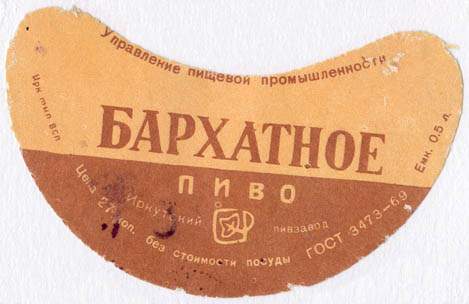 Управление пищевой промышленности
БАРХАТНОЕ
ПИВО
Иркутский пивзавод
Цена 27 коп. без стоимости посуды ГОСТ 3473-69
Емк. 0,5 л.